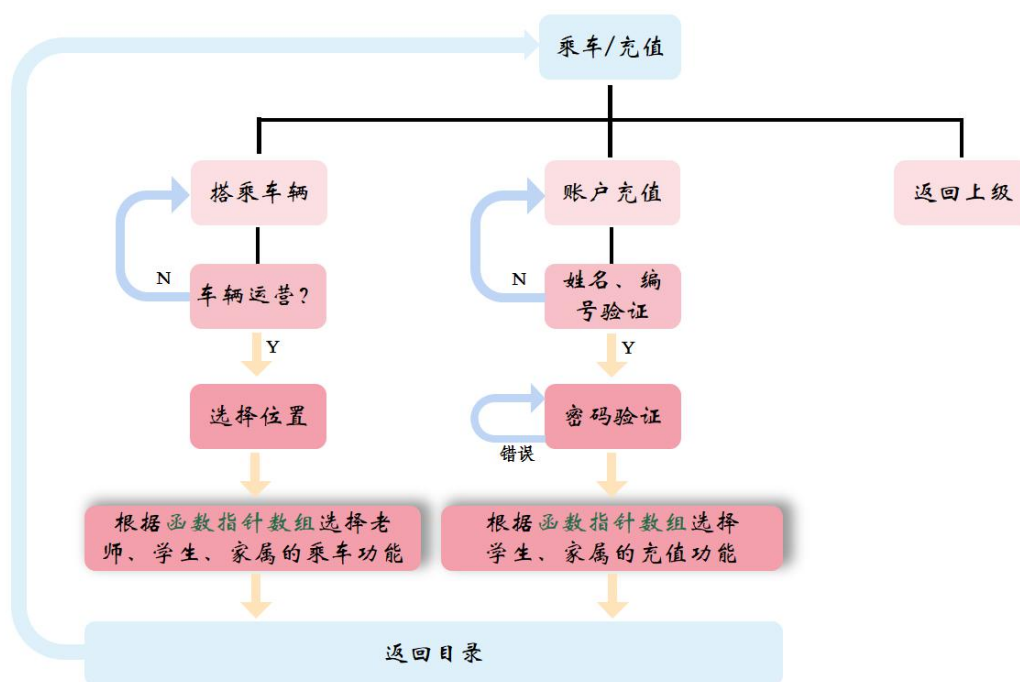 乘车/充值
搭乘车辆
账户充值
返回上级
N
车辆运营?
N
姓名、编
号验证
Y
Y
选择位置
密码验证
错误
根据函数指针数组选择老
师、学生、家属的乘车功能
根据函数指针数组选择
学生、家属的充值功能
返回目录